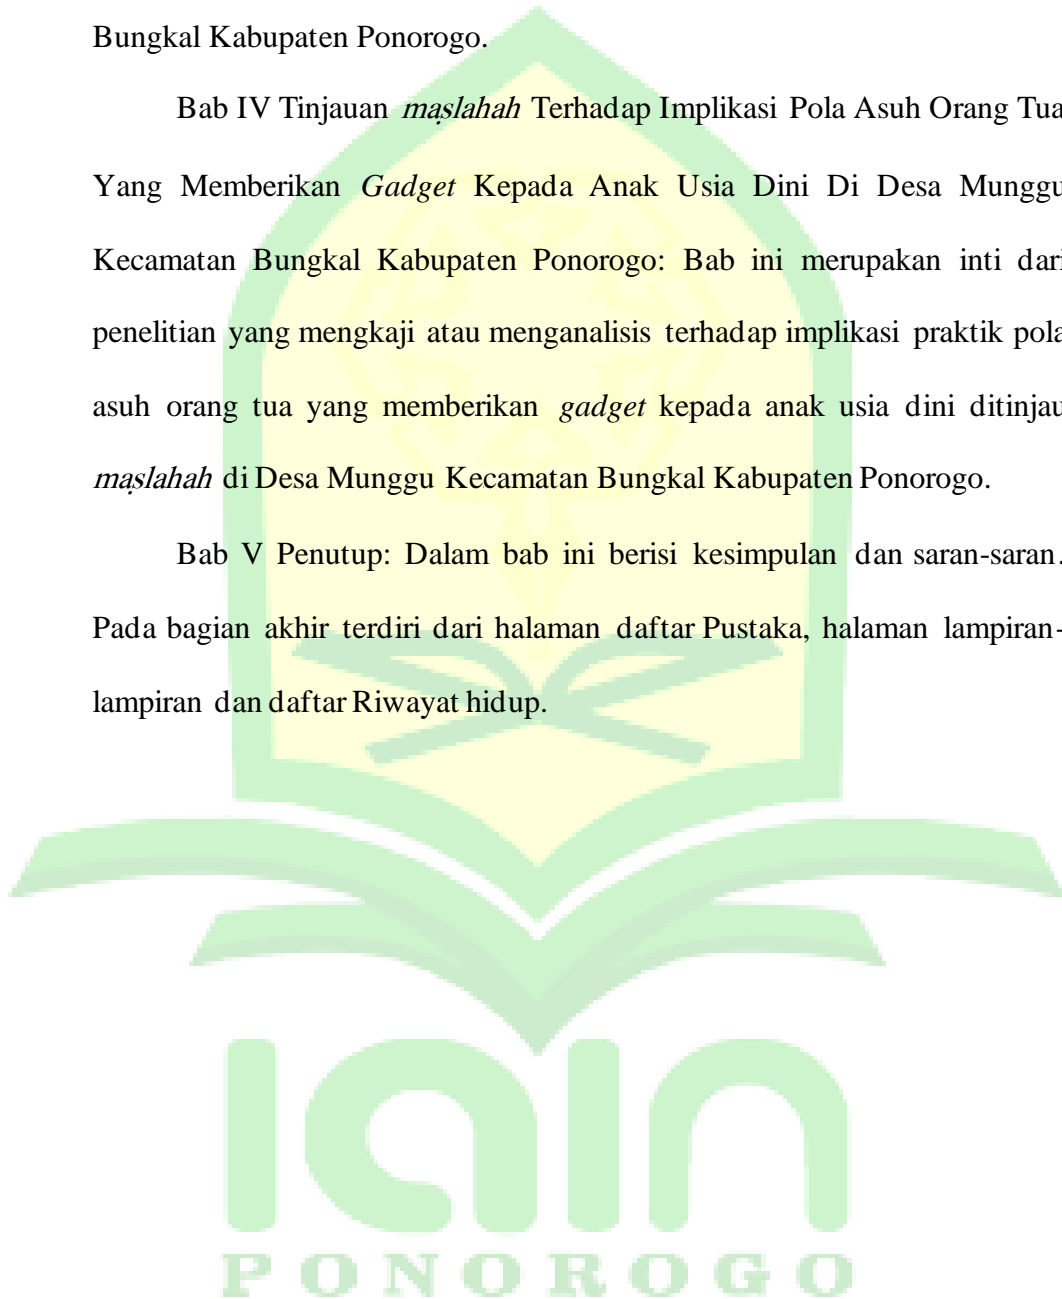 Bungkal Kabupaten Ponorogo.
Bab IV Tinjauan maṣlahah Terhadap Implikasi Pola Asuh Orang Tua
Yang Memberikan Gadget Kepada Anak Usia Dini Di Desa Munggu
Kecamatan Bungkal Kabupaten Ponorogo: Bab ini merupakan inti dari
penelitian yang mengkaji atau menganalisis terhadap implikasi praktik pola
asuh orang tua yang memberikan gadget kepada anak usia dini ditinjau
maṣlahah di Desa Munggu Kecamatan Bungkal Kabupaten Ponorogo.
Bab V Penutup: Dalam bab ini berisi kesimpulan dan saran-saran.
Pada bagian akhir terdiri dari halaman daftar Pustaka, halaman lampiran-
lampiran dan daftar Riwayat hidup.
IAIN
PONOROGO